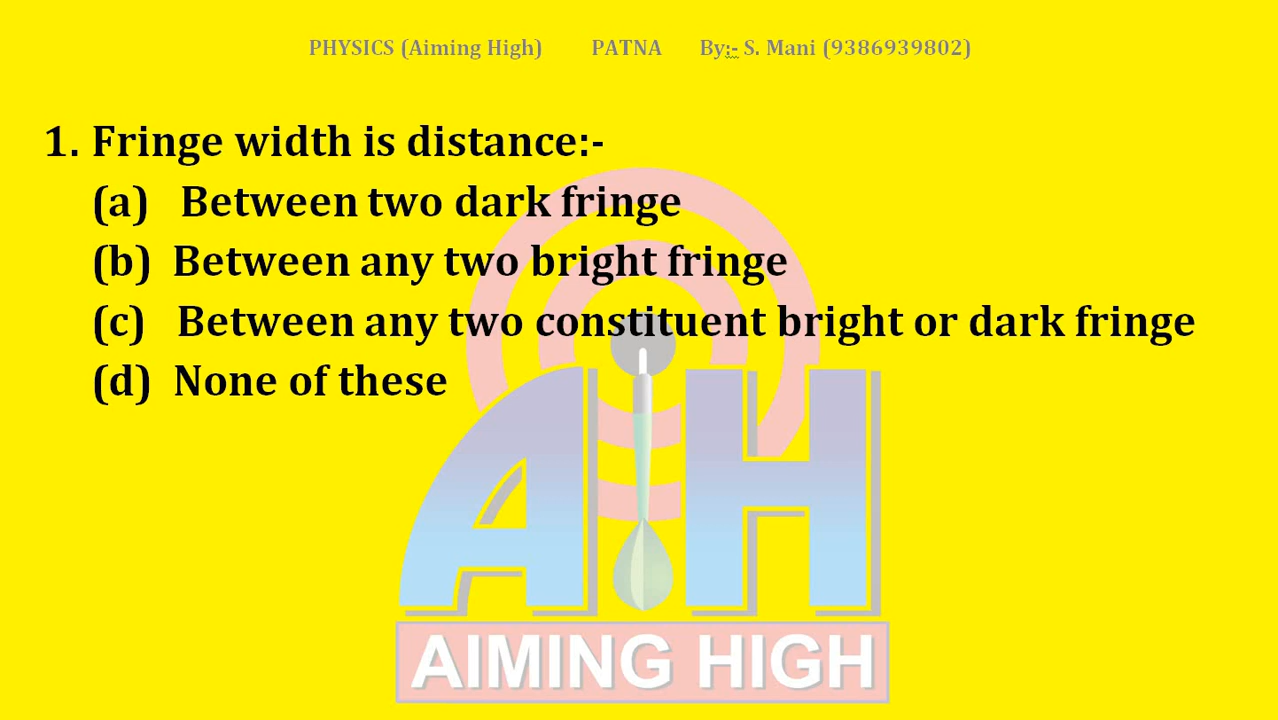 PHYSICS (Aiming High) PATNA By:- S. Mani (9386939802)
1. Fringe width is distance:-
(a) Between two dark fringe
(b) Between any two bright fringe
(c) Between any two constituent bright or dark fringe
(d) None of these
AH
AIMING HIGH